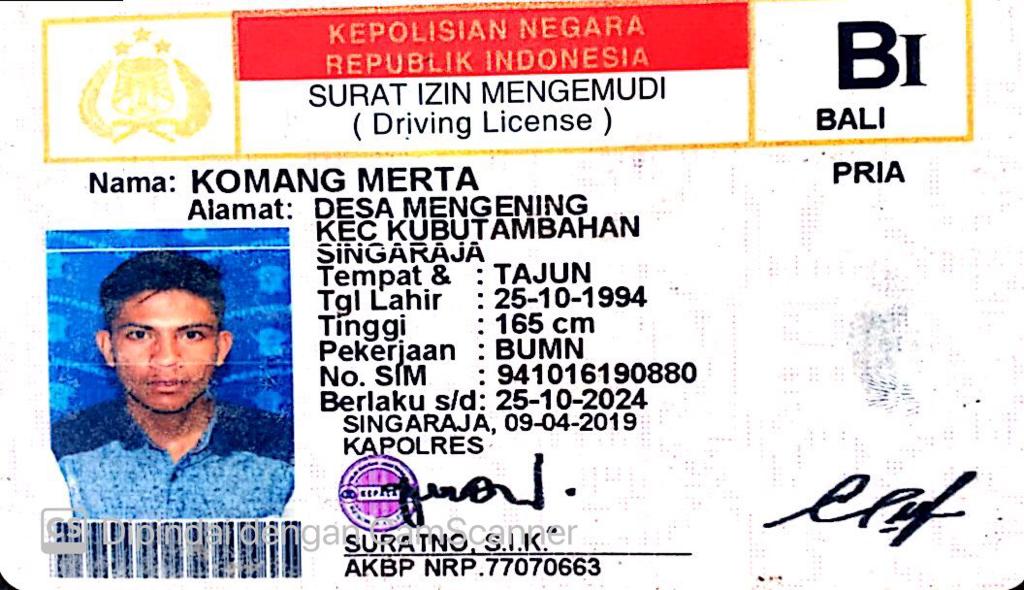 KEPOLISIAN NEGARA
REPUBLIK INDONESIA
SURAT IZIN MENGEMUDI
( Driving License )
BI
BALI
PRIA
Nama: KOMANG MERTA
Alamat: DESA MENGENING
KEC KUBUTAMBAHAN
SINGARAJA
Tempat & : TAJUN
Tgl Lahir : 25-10-1994
Tinggi : 165 cm
Pekerjaan : BUMN
No. SIM : 941016190880
Berlaku s/d: 25-10-2024
SINGARAJA, 09-04-2019
KAPOLRES
SURATNO, S.I.K.
AKBP NRP.77070663
CS Dipindai dengan CamScanner